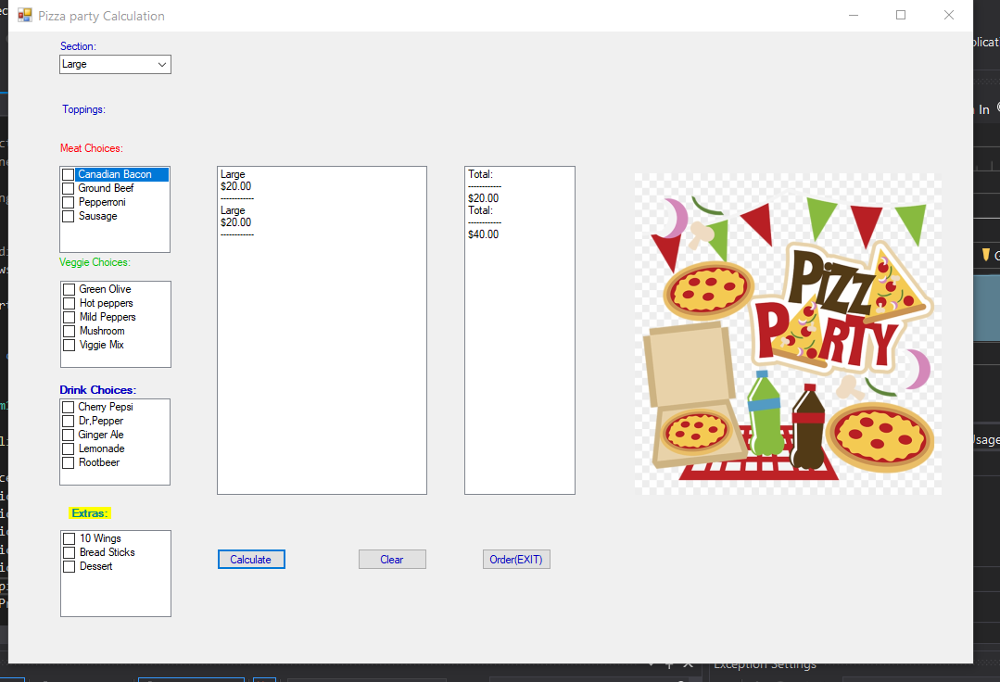 Pizza party Calculation
Section:
Large
Toppings:
Meat Choices:
Canadian Bacon
Ground Beef
Pepperroni
Sausage
Veggie Choices:
Green Olive
Hot peppers
Mild Peppers
Mushroom
Viggie Mix
Drink Choices:
Cherry Pepsi
Dr.Pepper
Ginger Ale
Lemonade
Rootbeer
Extras:
10 Wings
Bread Sticks
Dessert
Large
$20.00
------------
Large
$20.00
------------
Total:
------------
$20.00
Total:
------------
$40.00
PIZZA
PARTY
Calculate
Clear
Order(EXIT)
In
Exception Settings